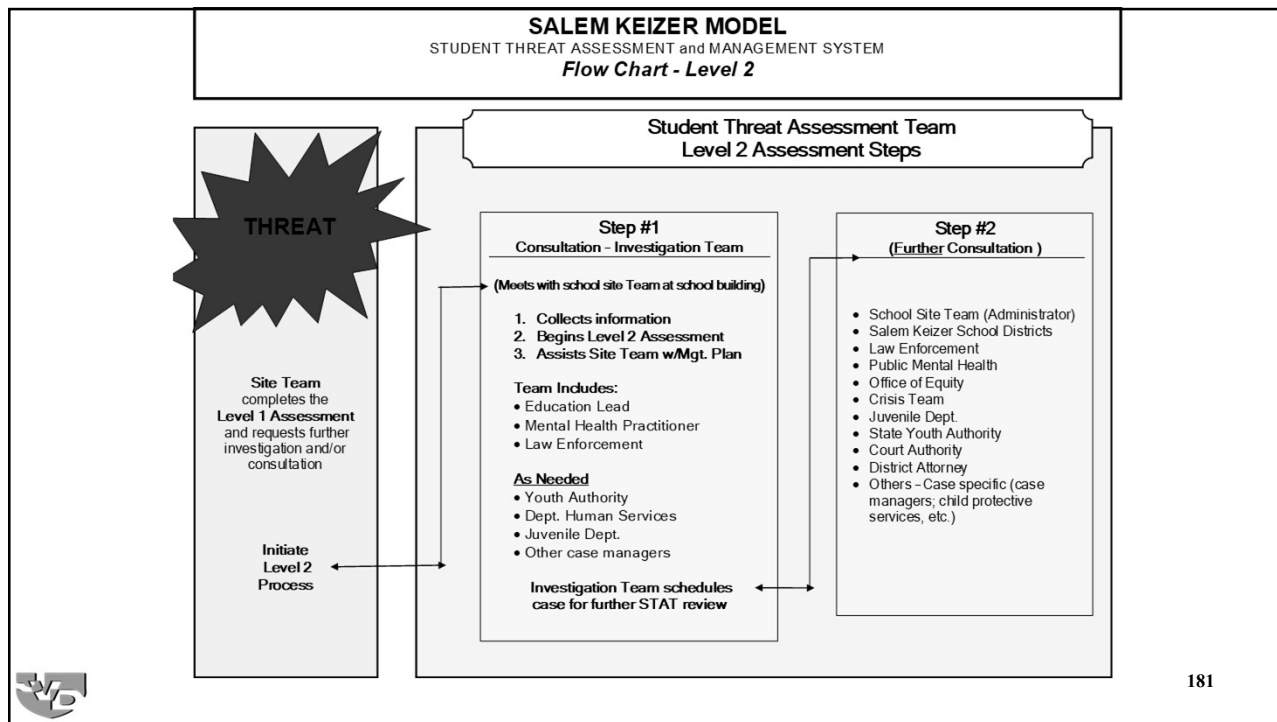 SALEM KEIZER MODEL
STUDENT THREAT ASSESSMENT and MANAGEMENT SYSTEM
Flow Chart - Level 2
THREAT
Site Team
completes the
Level 1 Assessment
and requests further
investigation and/or
consultation
Initiate
Level 2
Process
Student Threat Assessment Team
Level 2 Assessment Steps
Step #1
Consultation – Investigation Team
(Meets with school site Team at school building)
1. Collects information
2. Begins Level 2 Assessment
3. Assists Site Team w/Mgt. Plan
Team Includes:
• Education Lead
• Mental Health Practitioner
• Law Enforcement
As Needed
• Youth Authority
• Dept. Human Services
• Juvenile Dept.
• Other case managers
Investigation Team schedules
case for further STAT review
Step #2
(Further Consultation )
• School Site Team (Administrator)
• Salem Keizer School Districts
• Law Enforcement
• Public Mental Health
• Office of Equity
• Crisis Team
• Juvenile Dept.
• State Youth Authority
• Court Authority
• District Attorney
• Others – Case specific (case
managers; child protective
services, etc.)
181